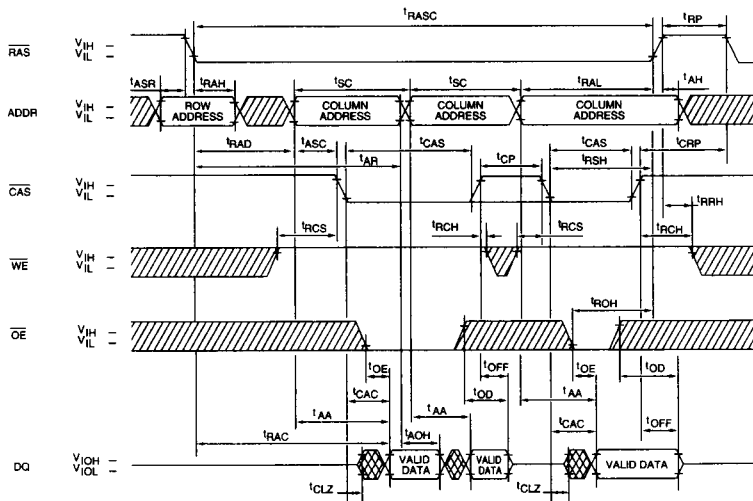 tRASC
tRP
RAS VIH
VIL
tASR
tRAH
tSC
tSC
tRAL
tAH
ADDR VIH
VIL
ROW
ADDRESS
COLUMN
ADDRESS
COLUMN
ADDRESS
COLUMN
ADDRESS
tRAD
tASC
tCAS
tCAS
tCRP
tAR
tCP
tRSH
CAS VIH
VIL
tRRH
tRCS
tRCH
tRCS
tRCH
WE VIH
VIL
tROH
OE VIH
VIL
tOE
tOFF
tOE
tOD
tCAC
tOD
tAA
tAA
tAA
tCAC
tOFF
tRAC
tAOH
DQ VIOH
VIOL
VALID
DATA
VALID
DATA
VALID DATA
tCLZ
tCLZ